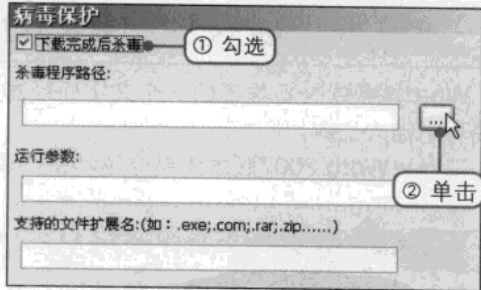 病毒保护
下载完成后杀毒
① 勾选
杀毒程序路径:
...
运行参数:
② 单击
支持的文件扩展名:(如：.exe;.com;.rar;.zip......)